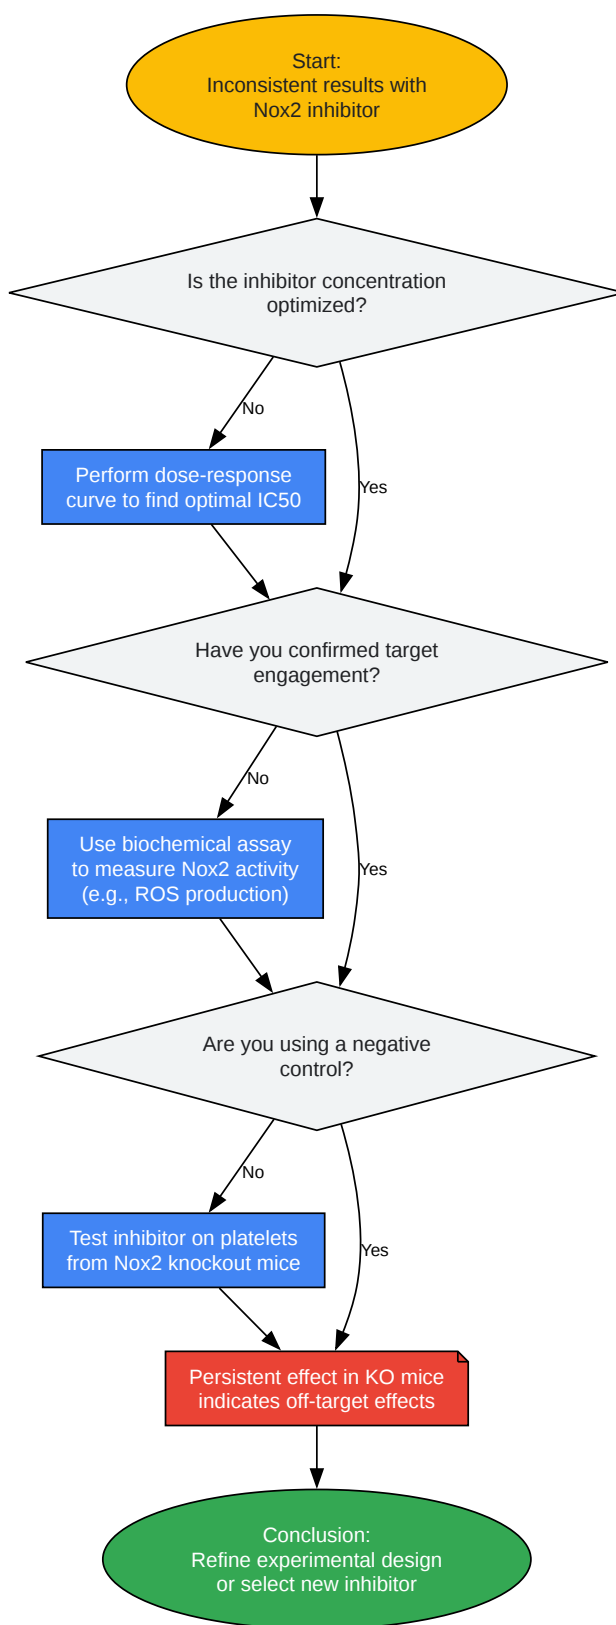 Start:
Inconsistent results with
Nox2 inhibitor
Is the inhibitor concentration
optimized?
No
Yes
Perform dose-response
curve to find optimal IC50
Have you confirmed target
engagement?
No
Yes
Use biochemical assay
to measure Nox2 activity
(e.g., ROS production)
Are you using a negative
control?
No
Yes
Test inhibitor on platelets
from Nox2 knockout mice
Persistent effect in KO mice
indicates off-target effects
Conclusion:
Refine experimental design
or select new inhibitor